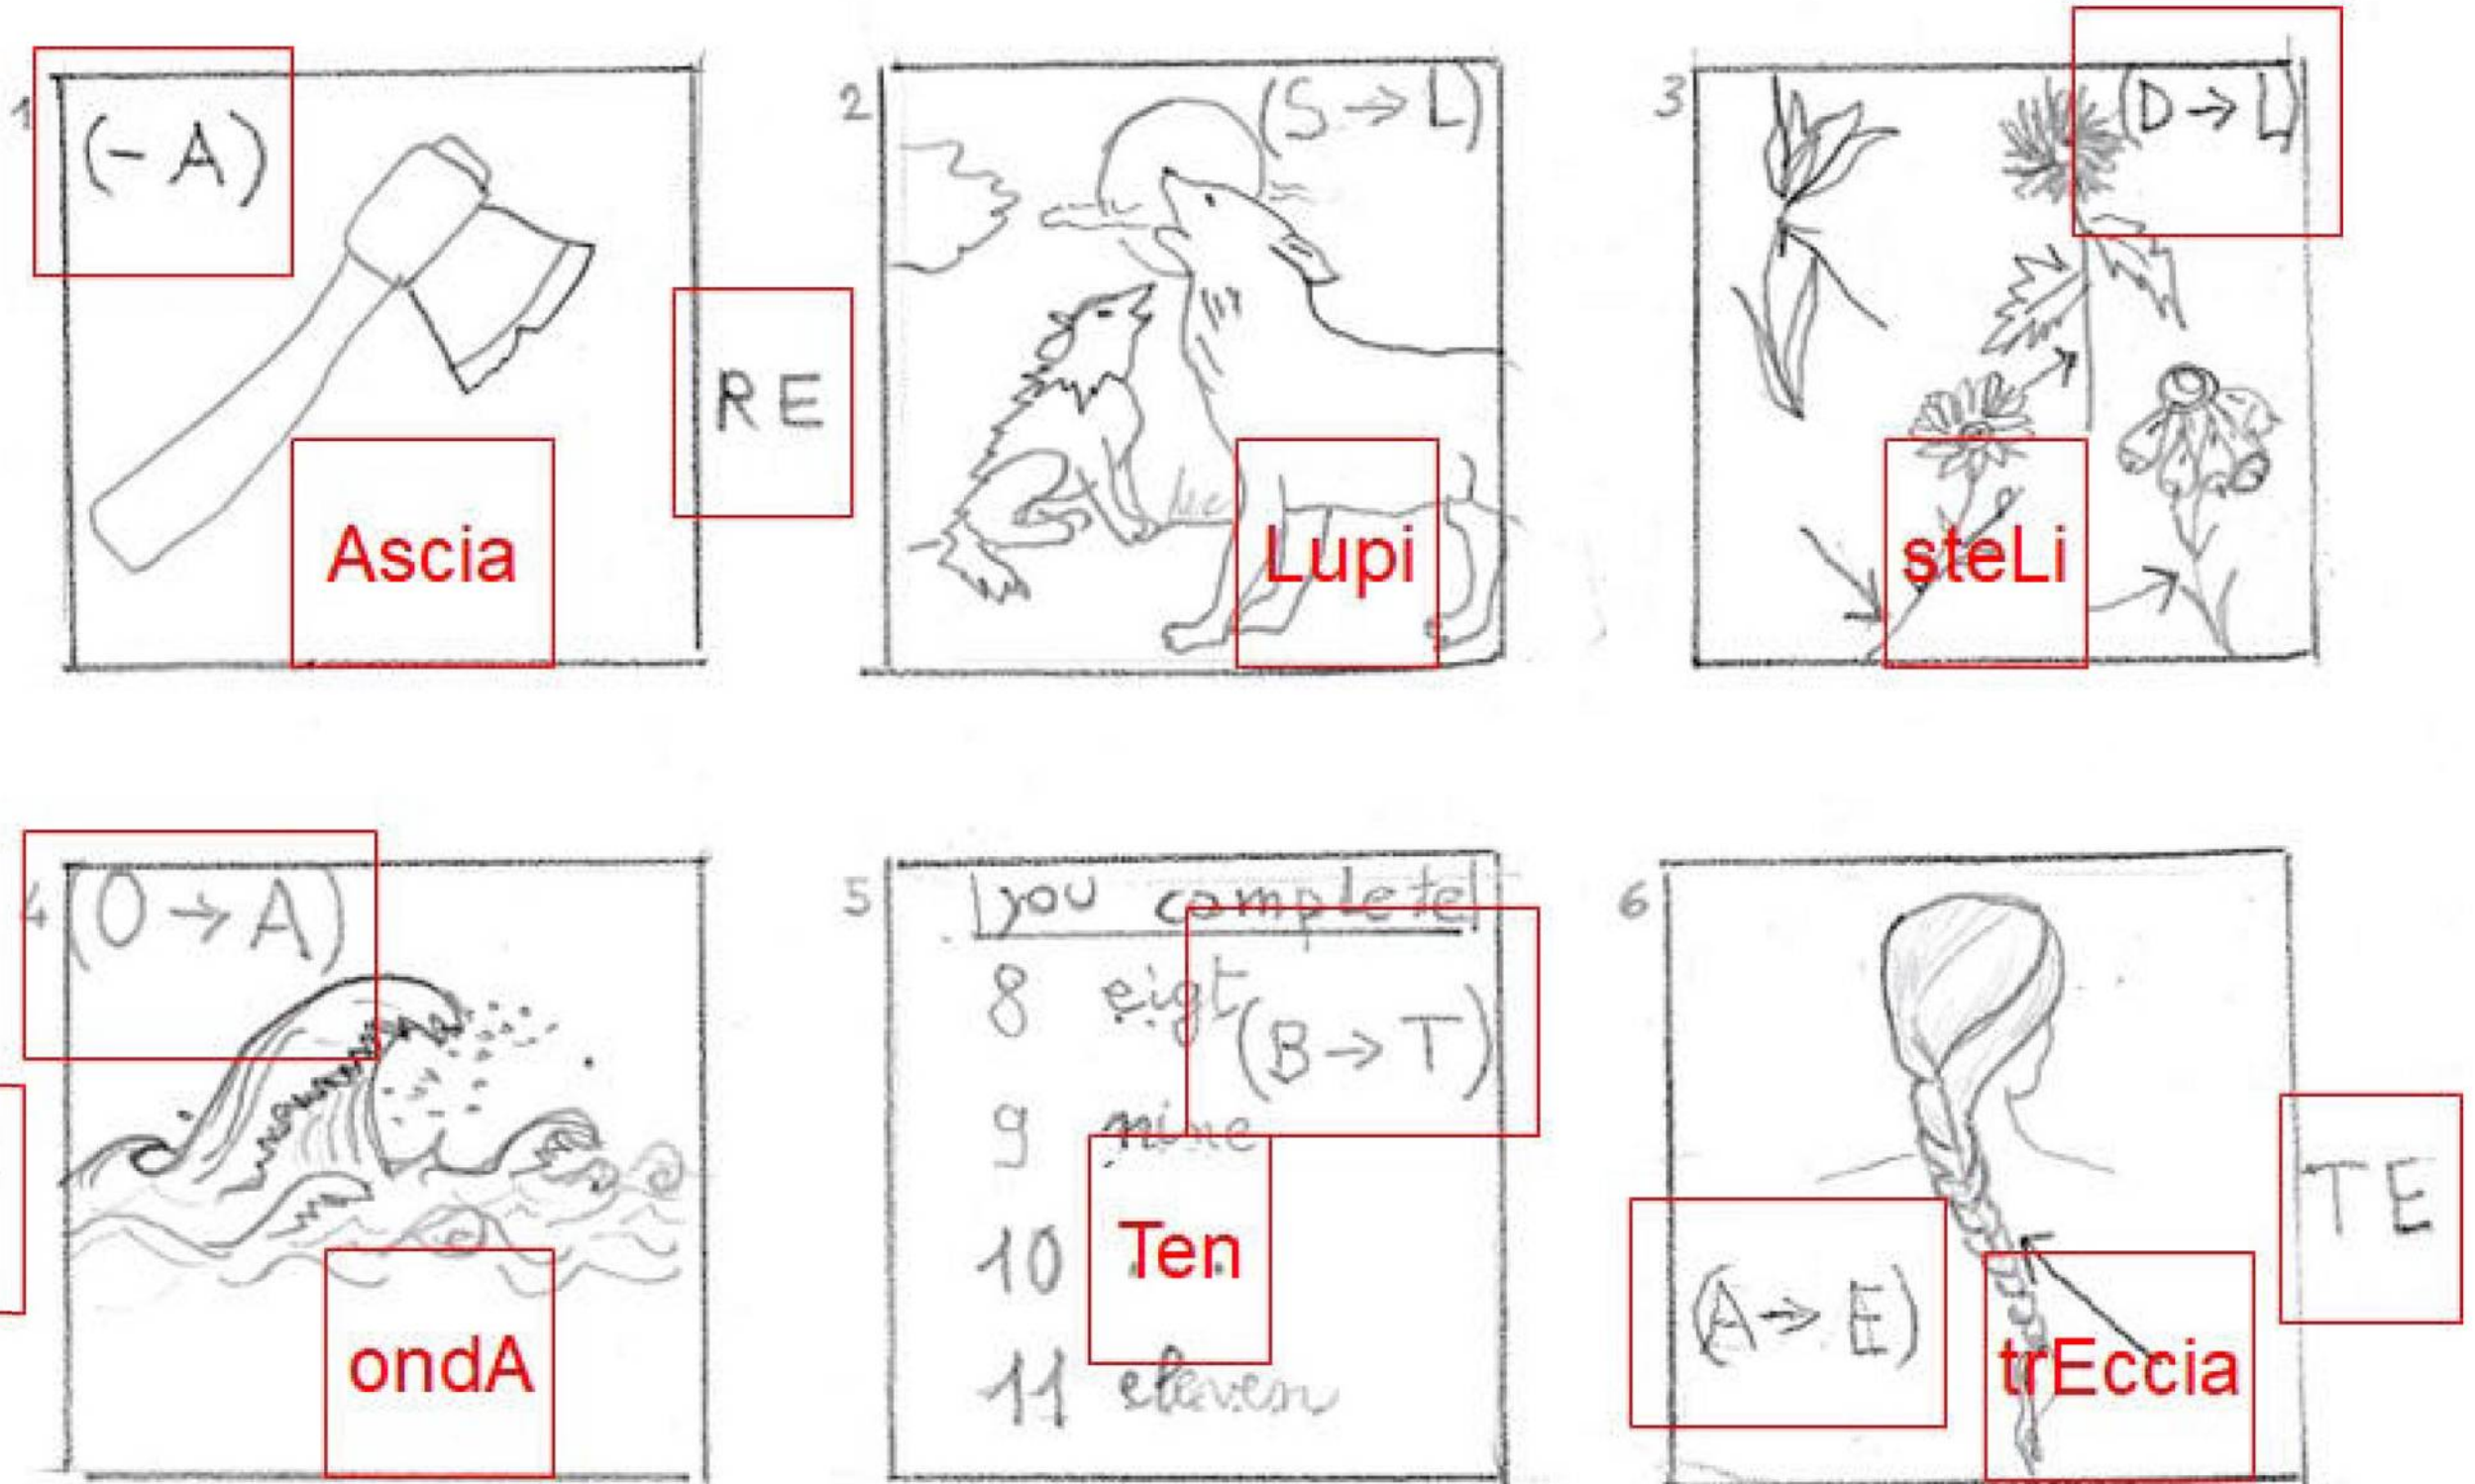 1
(- A)
Ascia
RE
2
(S → L)
Lupi
3
(D → L)
steLi
4
(O → A)
ondA
5
you complete
8 eigt
(B → T)
9 nine
10 Ten
11 eleven
6
(A → E)
trEccia
TE